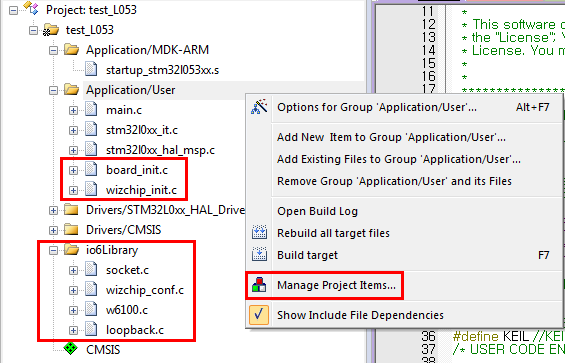 Project: test_L053
test_L053
Application/MDK-ARM
startup_stm32l053xx.s
Application/User
main.c
stm32l0xx_it.c
stm32l0xx_hal_msp.c
board_init.c
wizchip_init.c
Drivers/STM32L0xx_HAL_Drive
Drivers/CMSIS
io6Library
socket.c
wizchip_conf.c
w6100.c
loopback.c
CMSIS
Options for Group 'Application/User'... Alt+F7
Add New Item to Group 'Application/User'...
Add Existing Files to Group 'Application/User'...
Remove Group 'Application/User' and its Files
Open Build Log
Rebuild all target files
Build target F7
Manage Project Items...
Show Include File Dependencies
11 *
12 * This software c
13 * the "License"; Y
14 * License. You m
15 *
16 *
17 ******************
36 #define KEIL //KEI
37 /* USER CODE EN